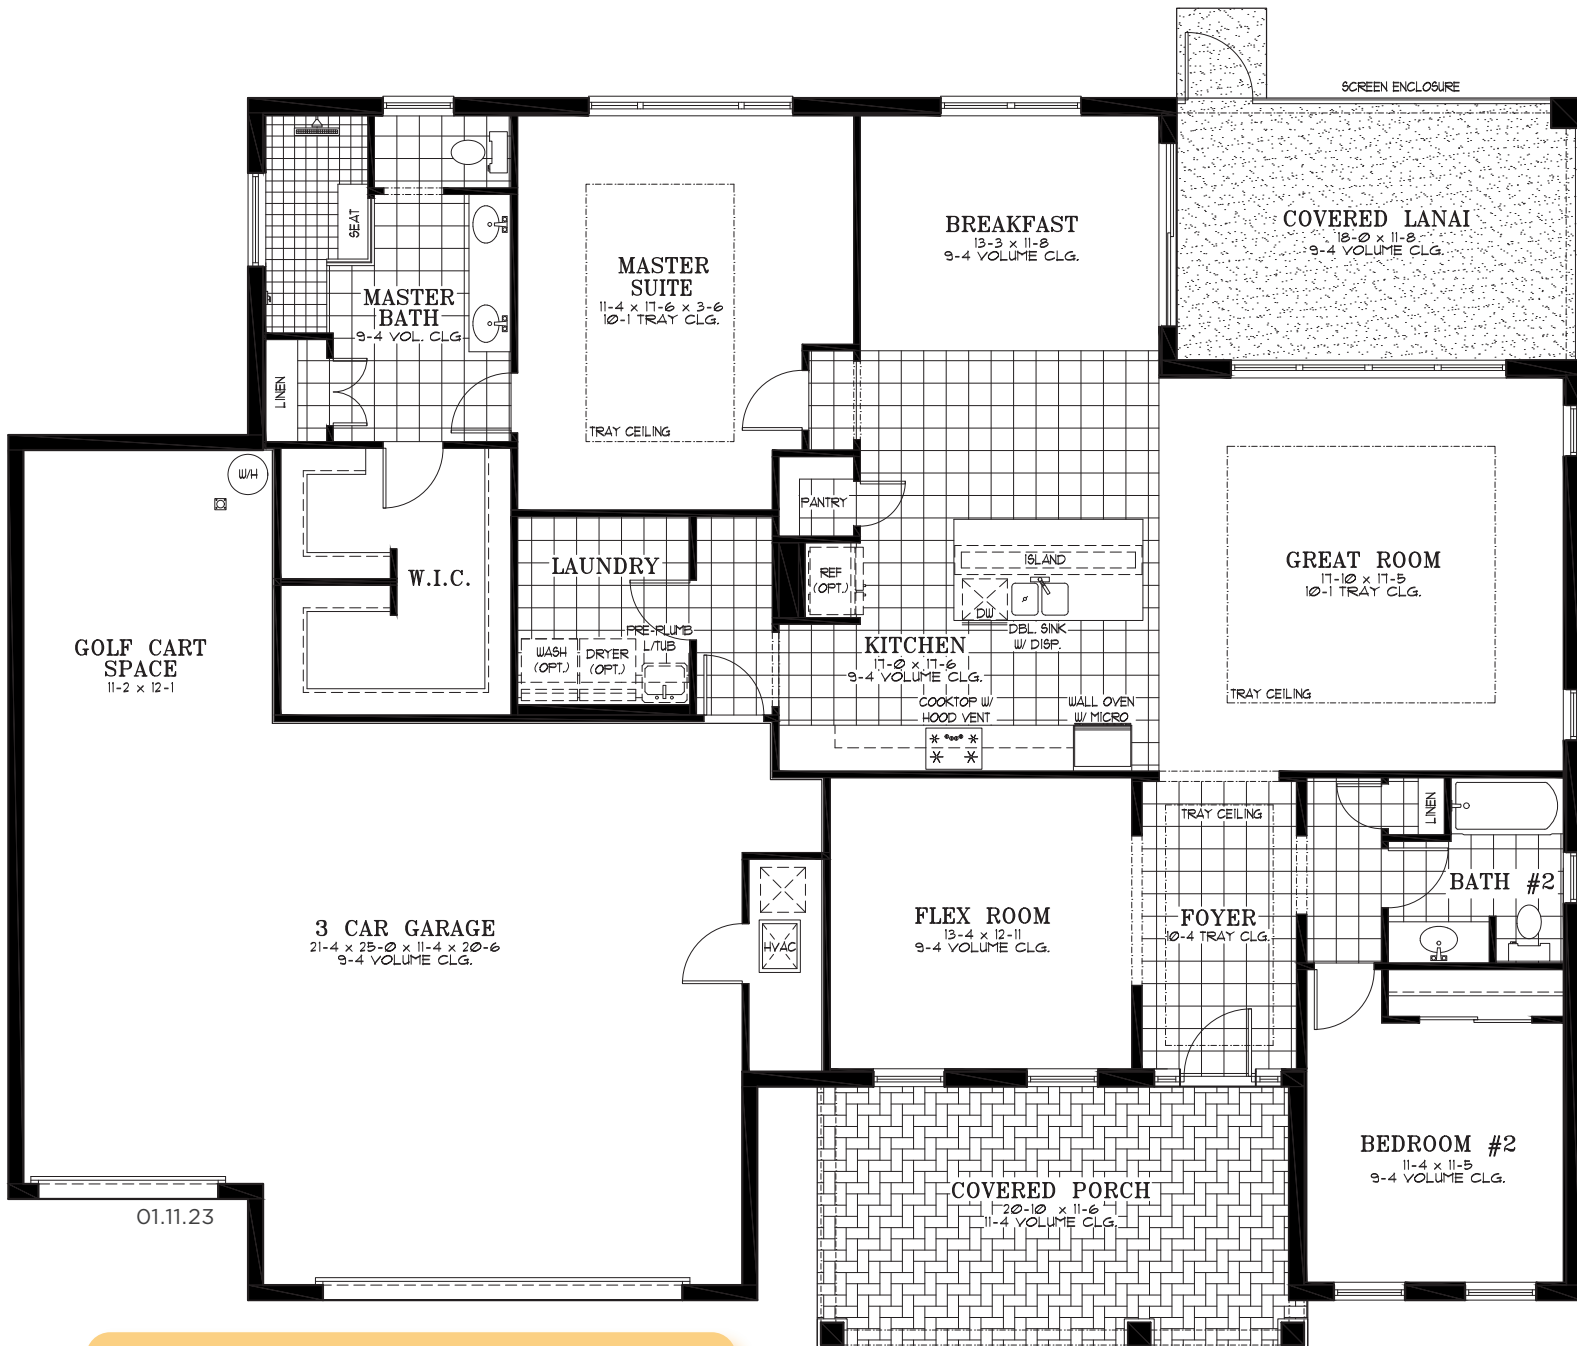 SCREEN ENCLOSURE
COVERED LANAI
18-0 x 11-8
9-4 VOLUME CLG.
BREAKFAST
13-3 x 11-8
9-4 VOLUME CLG.
MASTER
SUITE
11-4 x 17-6 x 3-6
10-1 TRAY CLG.
TRAY CEILING
SEAT
MASTER
BATH
9-4 VOL. CLG
LINEN
W/H
W.I.C.
GOLF CART
SPACE
11-2 x 12-1
LAUNDRY
PRE-PLUMB
L/TUB
WASH
(OPT.)
DRYER
(OPT.)
PANTRY
REF
(OPT.)
ISLAND
DW
DBL. SINK
W/ DISP.
KITCHEN
17-0 x 17-6
9-4 VOLUME CLG.
COOKTOP W/
HOOD VENT
WALL OVEN
W/ MICRO
GREAT ROOM
17-10 x 17-5
10-1 TRAY CLG.
TRAY CEILING
TRAY CEILING
LINEN
BATH #2
FOYER
10-4 TRAY CLG.
FLEX ROOM
13-4 x 12-11
9-4 VOLUME CLG.
HVAC
3 CAR GARAGE
21-4 x 25-0 x 11-4 x 20-6
9-4 VOLUME CLG.
BEDROOM #2
11-4 x 11-5
9-4 VOLUME CLG.
COVERED PORCH
20-10 x 11-6
11-4 VOLUME CLG.
01.11.23